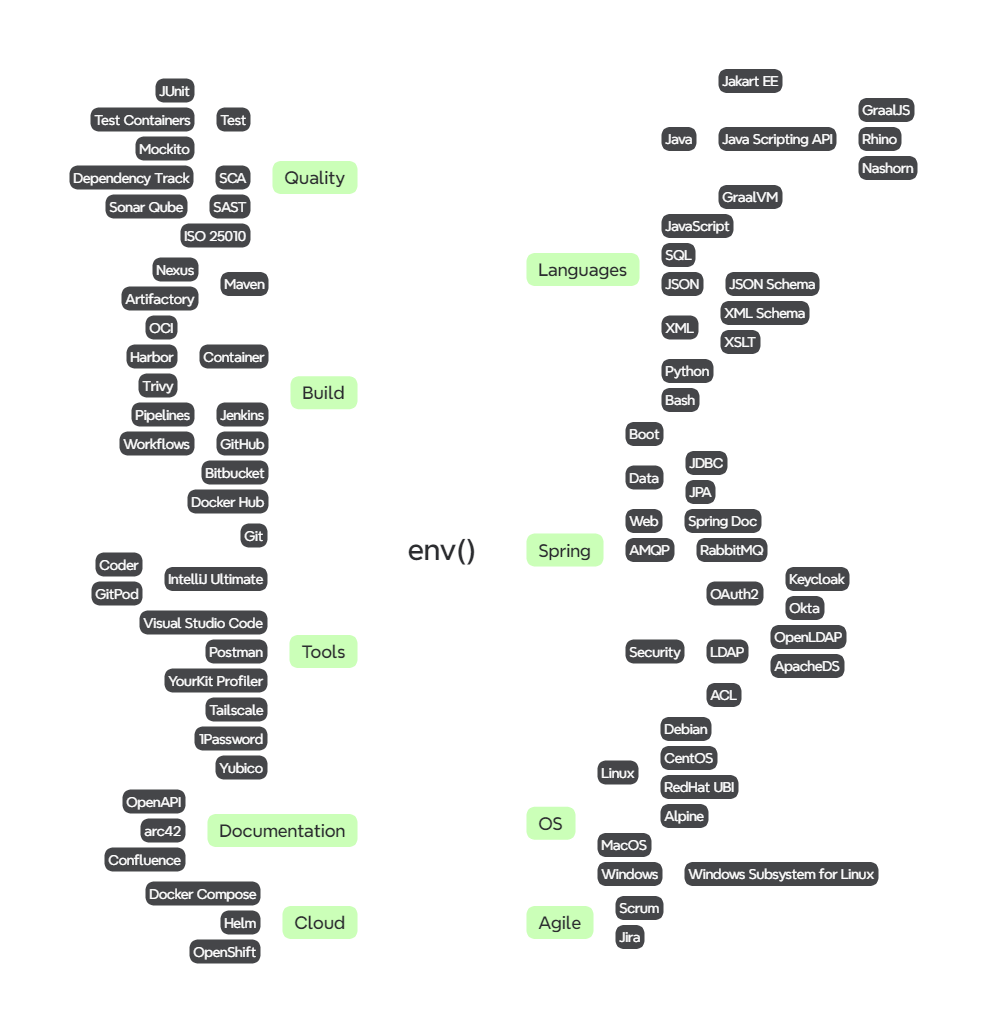 JUnit
Test Containers
Test
Mockito
Dependency Track
SCA
Quality
Sonar Qube
SAST
ISO 25010
Nexus
Maven
Artifactory
OCI
Harbor
Container
Trivy
Build
Pipelines
Jenkins
Workflows
GitHub
Bitbucket
Docker Hub
Git
Coder
IntelliJ Ultimate
GitPod
Visual Studio Code
Postman
Tools
YourKit Profiler
Tailscale
1Password
Yubico
OpenAPI
arc42
Documentation
Confluence
Docker Compose
Helm
Cloud
OpenShift
env()
Jakart EE
GraalJS
Java
Java Scripting API
Rhino
Nashorn
GraalVM
JavaScript
SQL
Languages
JSON
JSON Schema
XML Schema
XML
XSLT
Python
Bash
Boot
JDBC
Data
JPA
Web
Spring Doc
Spring
AMQP
RabbitMQ
Keycloak
OAuth2
Okta
OpenLDAP
Security
LDAP
ApacheDS
ACL
Debian
CentOS
Linux
RedHat UBI
Alpine
OS
MacOS
Windows
Windows Subsystem for Linux
Scrum
Agile
Jira